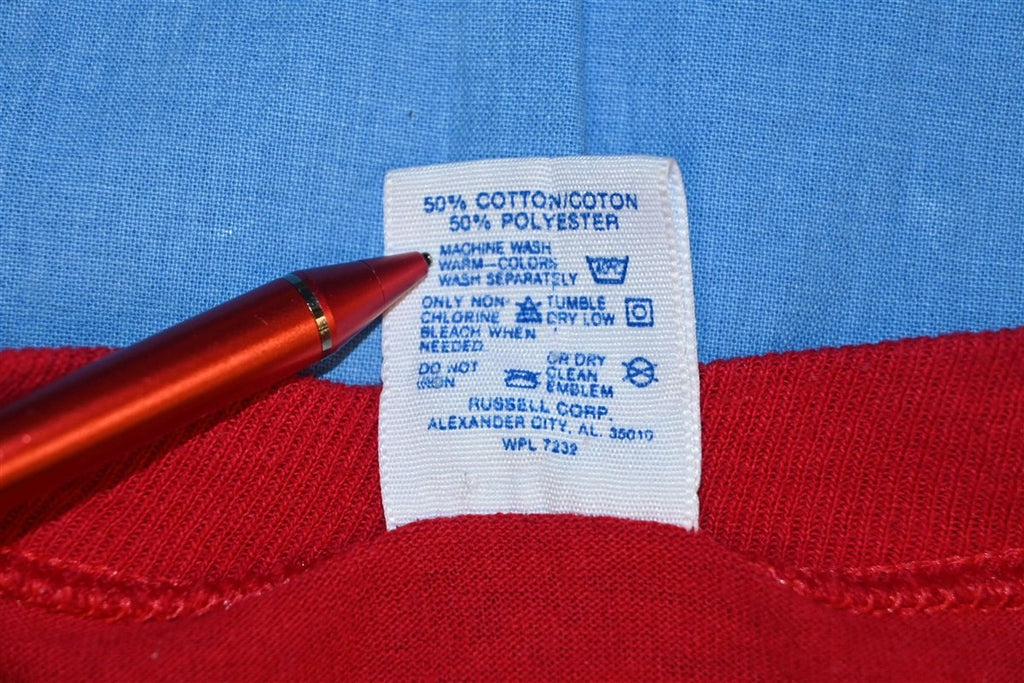 50% COTTON/COTON
50% POLYESTER
MACHINE WASH
WARM—COLORS
WASH SEPARATELY
ONLY NON-
CHLORINE
BLEACH WHEN
NEEDED
TUMBLE
DRY LOW
DO NOT
IRON
OR DRY
CLEAN
EMBLEM
RUSSELL CORP.
ALEXANDER CITY, AL. 35010
WPL 7239